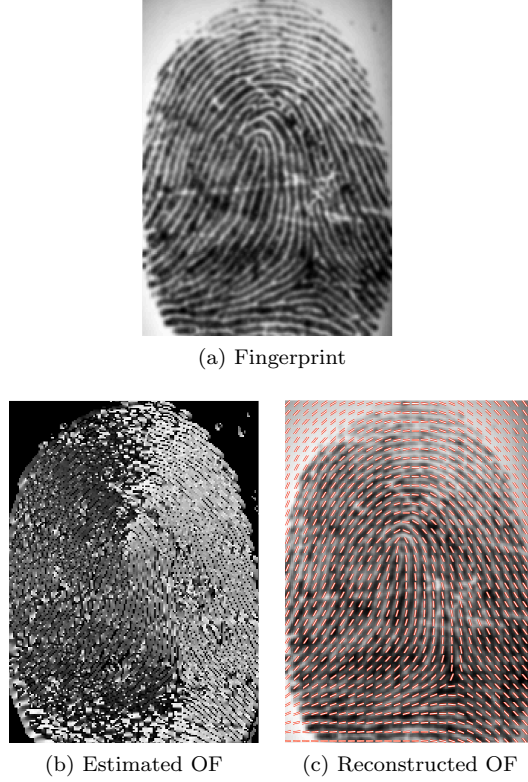 (a) Fingerprint
(b) Estimated OF
(c) Reconstructed OF